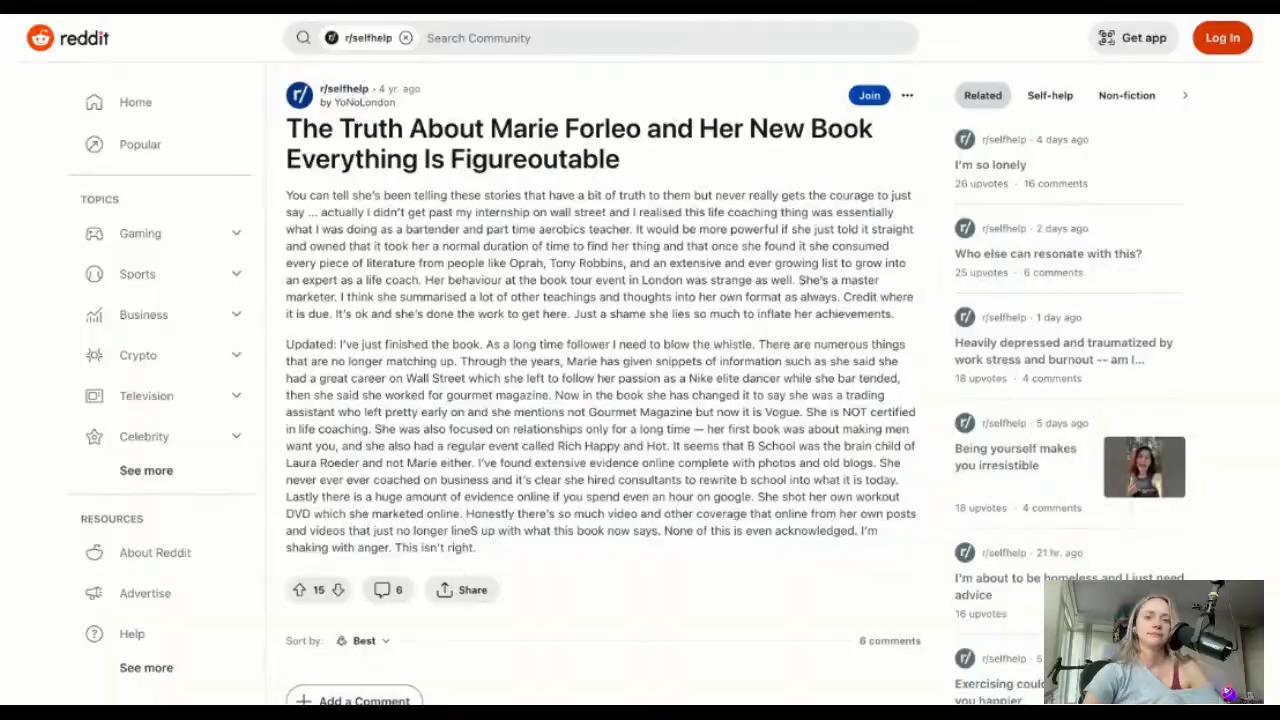 reddit
r/selfhelp
Search Community
Get app
Log In
Home
Popular
TOPICS
Gaming
Sports
Business
Crypto
Television
Celebrity
See more
RESOURCES
About Reddit
Advertise
Help
See more
r/selfhelp · 4 yr. ago
by YoNoLondon
Join
The Truth About Marie Forleo and Her New Book
Everything Is Figureoutable
You can tell she's been telling these stories that have a bit of truth to them but never really gets the courage to just
say ... actually I didn't get past my internship on wall street and I realised this life coaching thing was essentially
what I was doing as a bartender and part time aerobics teacher. It would be more powerful if she just told it straight
and owned that it took her a normal duration of time to find her thing and that once she found it she consumed
every piece of literature from people like Oprah, Tony Robbins, and an extensive and ever growing list to grow into
an expert as a life coach. Her behaviour at the book tour event in London was strange as well. She's a master
marketer. I think she summarised a lot of other teachings and thoughts into her own format as always. Credit where
it is due. It's ok and she's done the work to get here. Just a shame she lies so much to inflate her achievements.
Updated: I've just finished the book. As a long time follower I need to blow the whistle. There are numerous things
that are no longer matching up. Through the years, Marie has given snippets of information such as she said she
had a great career on Wall Street which she left to follow her passion as a Nike elite dancer while she bar tended,
then she said she worked for gourmet magazine. Now in the book she has changed it to say she was a trading
assistant who left pretty early on and she mentions not Gourmet Magazine but now it is Vogue. She is NOT certified
in life coaching. She was also focused on relationships only for a long time — her first book was about making men
want you, and she also had a regular event called Rich Happy and Hot. It seems that B School was the brain child of
Laura Roeder and not Marie either. I've found extensive evidence online complete with photos and old blogs. She
never ever ever coached on business and it's clear she hired consultants to rewrite b school into what it is today.
Lastly there is a huge amount of evidence online if you spend even an hour on google. She shot her own workout
DVD which she marketed online. Honestly there's so much video and other coverage that online from her own posts
and videos that just no longer lineS up with what this book now says. None of this is even acknowledged. I'm
shaking with anger. This isn't right.
15
6
Share
Sort by:
Best
6 comments
Add a Comment
Related
Self-help
Non-fiction
r/selfhelp · 4 days ago
I'm so lonely
26 upvotes · 16 comments
r/selfhelp · 2 days ago
Who else can resonate with this?
25 upvotes · 6 comments
r/selfhelp · 1 day ago
Heavily depressed and traumatized by
work stress and burnout -- am I...
18 upvotes · 4 comments
r/selfhelp · 5 days ago
Being yourself makes
you irresistible
18 upvotes · 4 comments
r/selfhelp · 21 hr. ago
I'm about to be homeless and I just need
advice
16 upvotes
r/selfhelp · 5
Exercising could
you happier